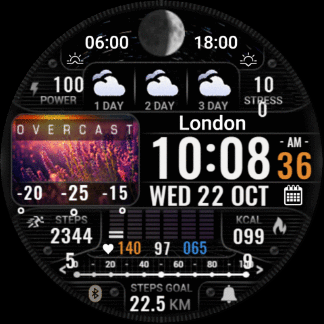 06:00 18:00
100 10
POWER 1 DAY 2 DAY 3 DAY STRESS
0
London
OVERCAST
10:08 - AM - 36
-20 -25 -15
WED 22 OCT
STEPS KCAL
2344 099
140 97 065
5 9
0 20 40 60 80 100
STEPS GOAL
22.5 KM